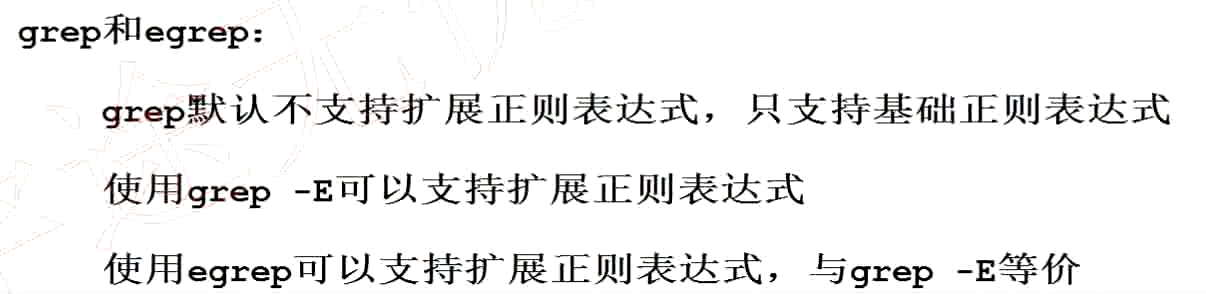 grep和egrep：
grep默认不支持扩展正则表达式，只支持基础正则表达式
使用grep -E可以支持扩展正则表达式
使用egrep可以支持扩展正则表达式，与grep -E等价